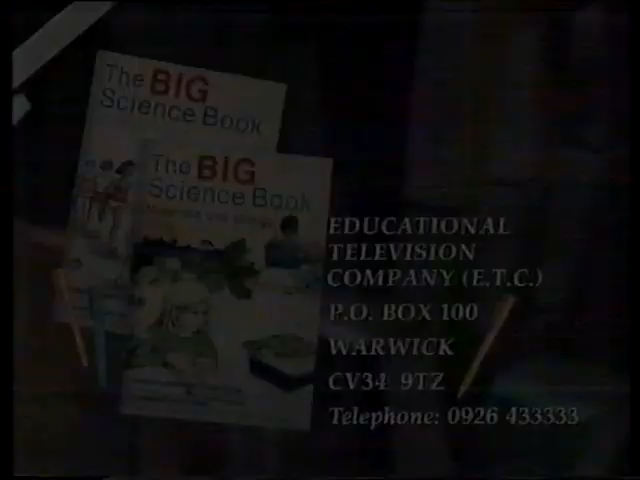 The BIG
Science Book
The BIG
Science Book
EDUCATIONAL
TELEVISION
COMPANY (E.T.C.)
P.O. BOX 100
WARWICK
CV34 9TZ
Telephone: 0926 433333